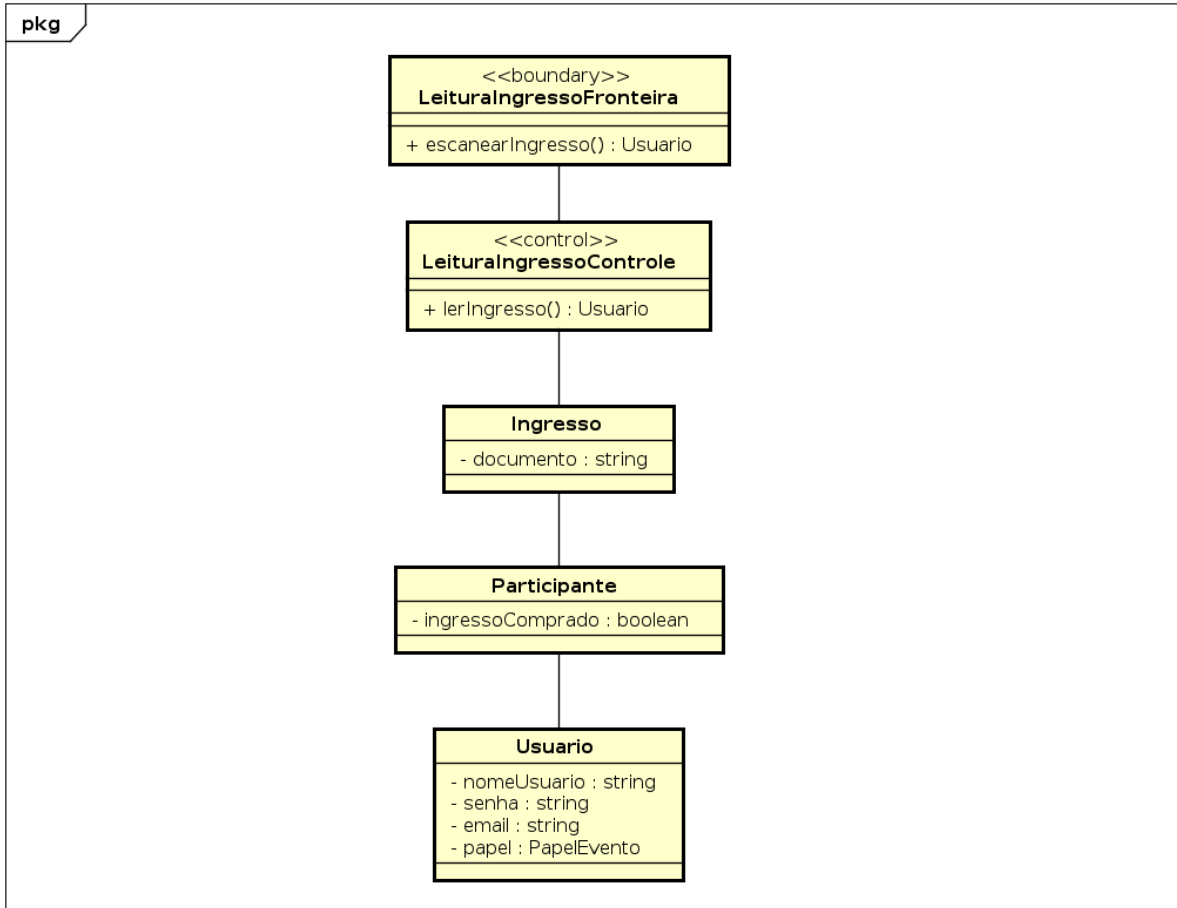 pkg
<<boundary>>
LeituraIngressoFronteira
+ escanearIngresso() : Usuario
<<control>>
LeituraIngressoControle
+ lerIngresso() : Usuario
Ingresso
- documento : string
Participante
- ingressoComprado : boolean
Usuario
- nomeUsuario : string
- senha : string
- email : string
- papel : PapelEvento